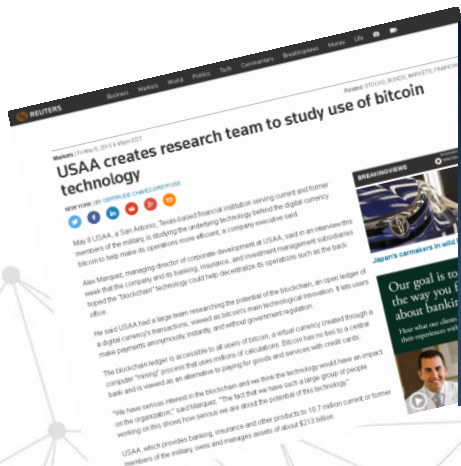 REUTERS
Business Markets World Politics Tech Commentary Breakingviews Money Life
Markets | Fri May 8, 2015 4:48pm EDT
Related: STOCKS, BONDS, MARKETS, FINANCIAL
USAA creates research team to study use of bitcoin
technology
NEW YORK | BY GERTRUDE CHAVEZ-DREYFUSS
May 8 USAA, a San Antonio, Texas-based financial institution serving current and former
members of the military, is studying the underlying technology behind the digital currency
bitcoin to help make its operations more efficient, a company executive said.
Alex Marquez, managing director of corporate development at USAA, said in an interview this
week that the company and its banking, insurance, and investment management subsidiaries
hoped the "blockchain" technology could help decentralize its operations such as the back
office.
He said USAA had a large team researching the potential of the blockchain, an open ledger of
a digital currency's transactions, viewed as bitcoin's main technological innovation. It lets users
make payments anonymously, instantly, and without government regulation.
The blockchain ledger is accessible to all users of bitcoin, a virtual currency created through a
computer "mining" process that uses millions of calculations. Bitcoin has no ties to a central
bank and is viewed as an alternative to paying for goods and services with credit cards.
"We have serious interest in the blockchain and we think the technology would have an impact
on the organization," said Marquez. "The fact that we have such a large group of people
working on this shows how serious we are about the potential of this technology."
USAA, which provides banking, insurance and other products to 10.7 million current or former
members of the military, owns and manages assets of about $213 billion.
BREAKINGVIEWS
Japan's carmakers in wild
Our goal is to
the way you f
about bankin
Hear what our clients
their experiences with